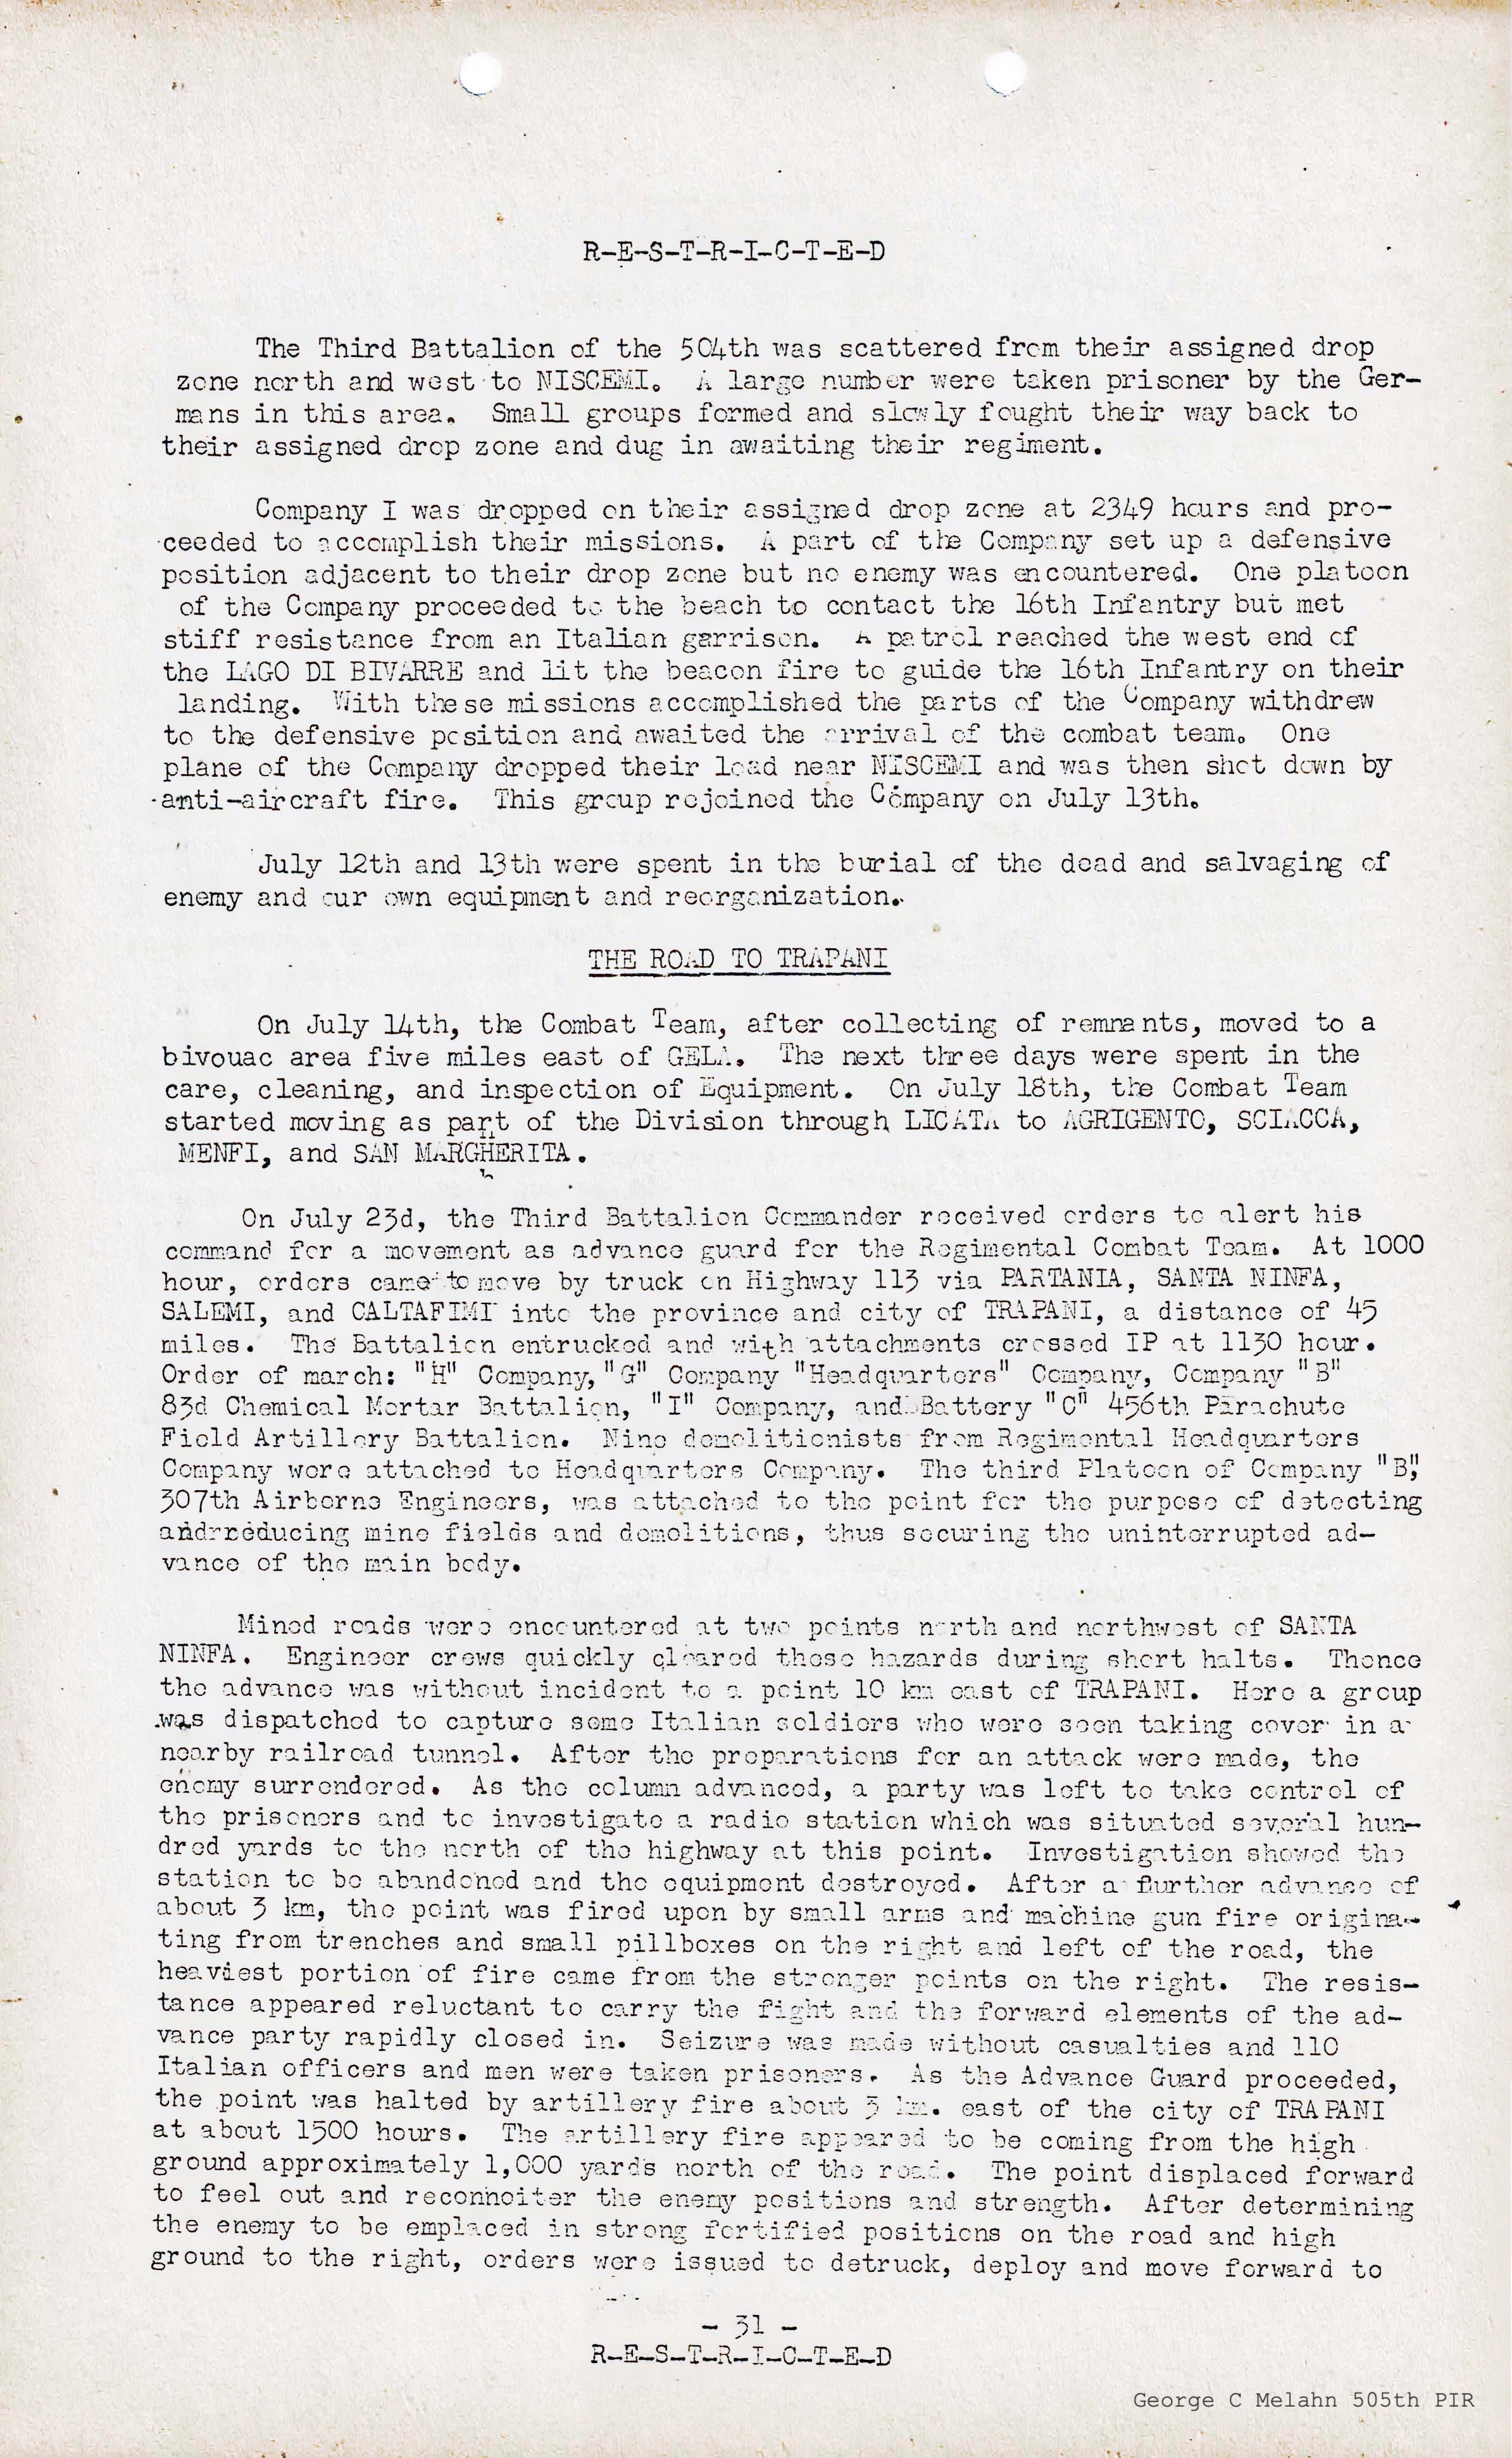 R-E-S-T-R-I-C-T-E-D
The Third Battalion of the 504th was scattered from their assigned drop
zone north and west to NISCEMI. A large number were taken prisoner by the Ger-
mans in this area. Small groups formed and slowly fought their way back to
their assigned drop zone and dug in awaiting their regiment.
Company I was dropped on their assigned drop zone at 2349 hours and pro-
ceeded to accomplish their missions. A part of the Company set up a defensive
position adjacent to their drop zone but no enemy was encountered. One platoon
of the Company proceeded to the beach to contact the 16th Infantry but met
stiff resistance from an Italian garrison. A patrol reached the west end of
the LAGO DI BIVARRE and lit the beacon fire to guide the 16th Infantry on their
landing. With these missions accomplished the parts of the Company withdrew
to the defensive position and awaited the arrival of the combat team. One
plane of the Company dropped their load near NISCEMI and was then shot down by
anti-aircraft fire. This group rejoined the Company on July 13th.
July 12th and 13th were spent in the burial of the dead and salvaging of
enemy and our own equipment and reorganization.
THE ROAD TO TRAPANI
On July 14th, the Combat Team, after collecting of remnants, moved to a
bivouac area five miles east of GELA. The next three days were spent in the
care, cleaning, and inspection of Equipment. On July 18th, the Combat Team
started moving as part of the Division through LICATA to AGRIGENTO, SCIACCA,
MENFI, and SAN MARGHERITA.
On July 23d, the Third Battalion Commander received orders to alert his
command for a movement as advance guard for the Regimental Combat Team. At 1000
hour, orders came to move by truck on Highway 113 via PARTANIA, SANTA NINFA,
SALEMI, and CALTAFIMI into the province and city of TRAPANI, a distance of 45
miles. The Battalion entrucked and with attachments crossed IP at 1130 hour.
Order of march: "H" Company, "G" Company "Headquarters" Company, Company "B"
83d Chemical Mortar Battalion, "I" Company, and Battery "C" 456th Parachute
Field Artillery Battalion. Nine demolitionists from Regimental Headquarters
Company were attached to Headquarters Company. The third Platoon of Company "B",
307th Airborne Engineers, was attached to the point for the purpose of detecting
andrreducing mine fields and demolitions, thus securing the uninterrupted ad-
vance of the main body.
Mined roads were encountered at two points north and northwest of SANTA
NINFA. Engineer crews quickly cleared these hazards during short halts. Thence
the advance was without incident to a point 10 km east of TRAPANI. Here a group
was dispatched to capture some Italian soldiers who were seen taking cover in a
nearby railroad tunnel. After the preparations for an attack were made, the
enemy surrendered. As the column advanced, a party was left to take control of
the prisoners and to investigate a radio station which was situated several hun-
dred yards to the north of the highway at this point. Investigation showed the
station to be abandoned and the equipment destroyed. After a further advance of
about 3 km, the point was fired upon by small arms and machine gun fire origina-
ting from trenches and small pillboxes on the right and left of the road, the
heaviest portion of fire came from the stronger points on the right. The resis-
tance appeared reluctant to carry the fight and the forward elements of the ad-
vance party rapidly closed in. Seizure was made without casualties and 110
Italian officers and men were taken prisoners. As the Advance Guard proceeded,
the point was halted by artillery fire about 5 km. east of the city of TRAPANI
at about 1500 hours. The artillery fire appeared to be coming from the high
ground approximately 1,000 yards north of the road. The point displaced forward
to feel out and reconnoiter the enemy positions and strength. After determining
the enemy to be emplaced in strong fortified positions on the road and high
ground to the right, orders were issued to detruck, deploy and move forward to
- 31 -
R-E-S-T-R-I-C-T-E-D
George C Melahn 505th PIR